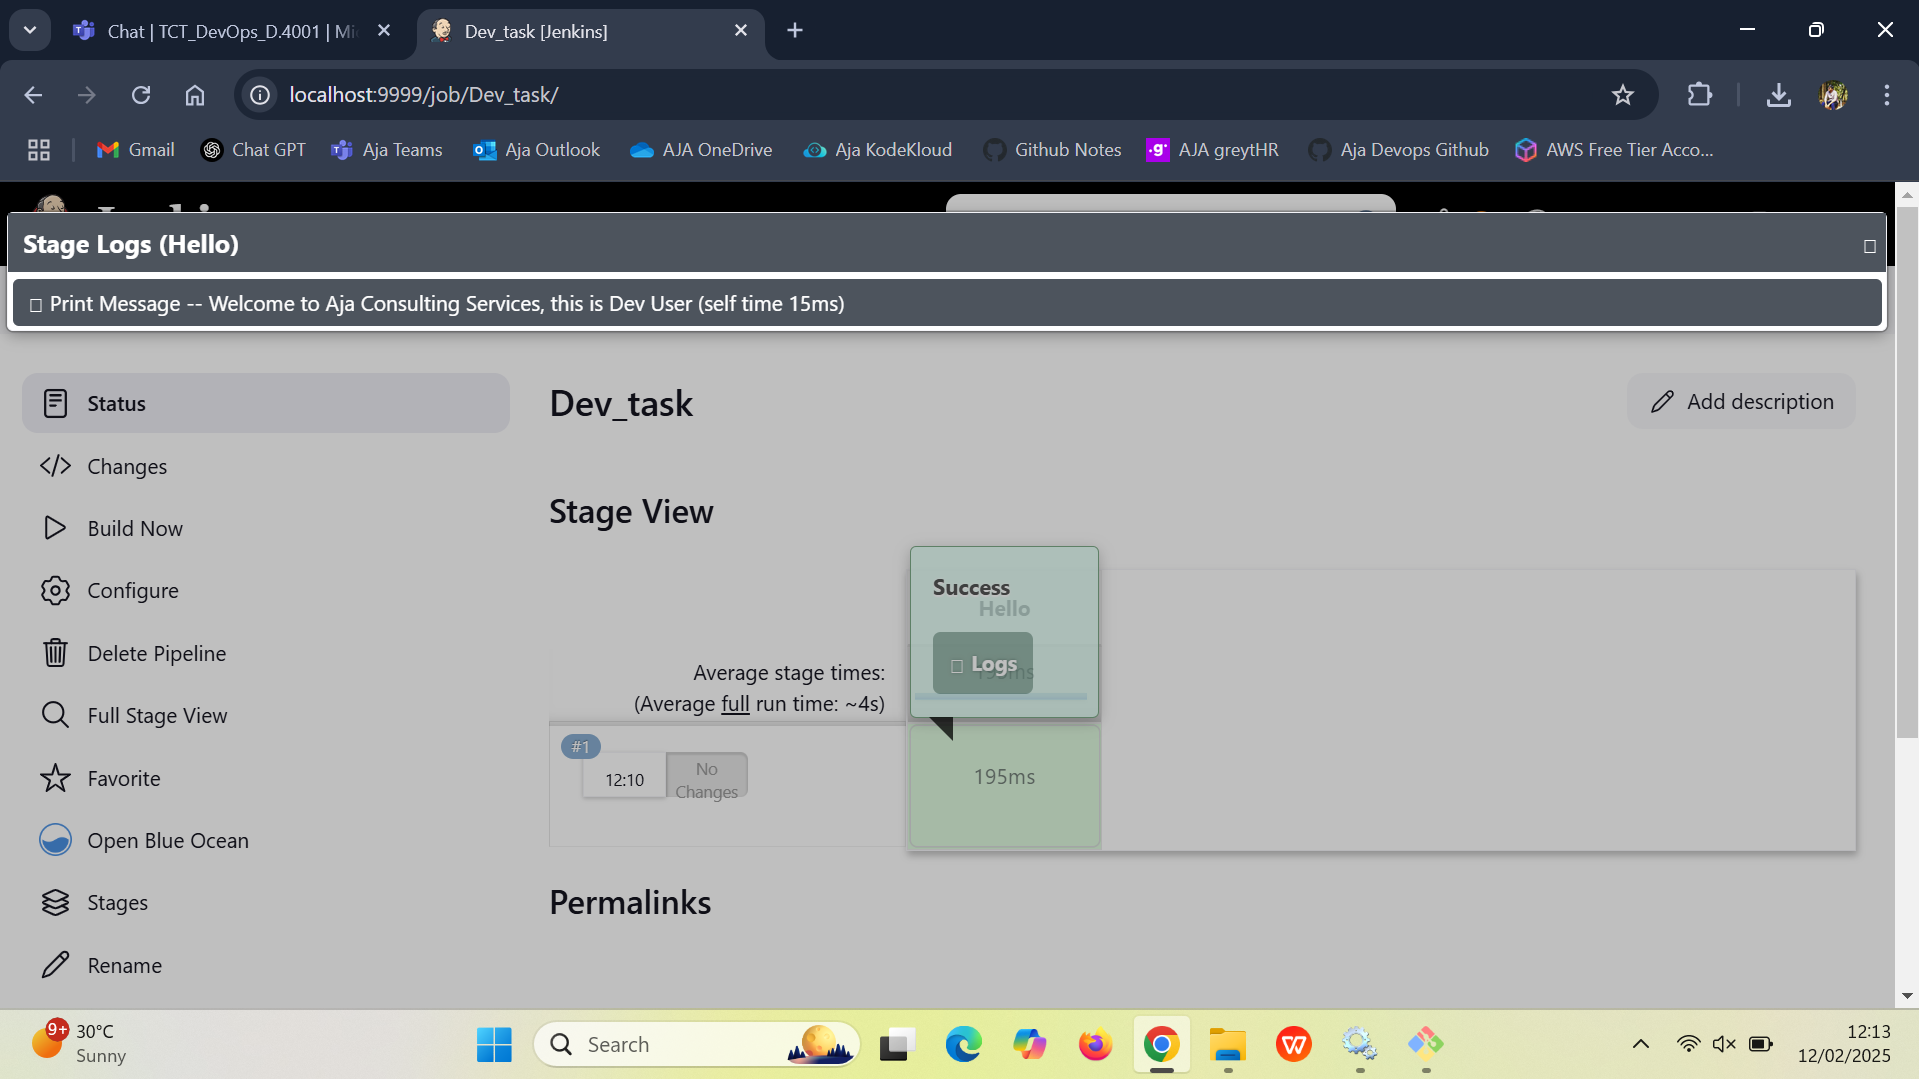 Chat | TCT_DevOps_D.4001 | Mi
Dev_task [Jenkins]
localhost:9999/job/Dev_task/
Gmail
Chat GPT
Aja Teams
Aja Outlook
AJA OneDrive
Aja KodeKloud
Github Notes
.g' AJA greytHR
Aja Devops Github
AWS Free Tier Acco...
Stage Logs (Hello)
Print Message -- Welcome to Aja Consulting Services, this is Dev User (self time 15ms)
Status
Changes
Build Now
Configure
Delete Pipeline
Full Stage View
Favorite
Open Blue Ocean
Stages
Rename
Dev_task
Add description
Stage View
Success
Hello
Logs
Average stage times:
(Average full run time: ~4s)
#1
12:10
No
Changes
195ms
Permalinks
9+
30°C
Sunny
Search
12:13
12/02/2025